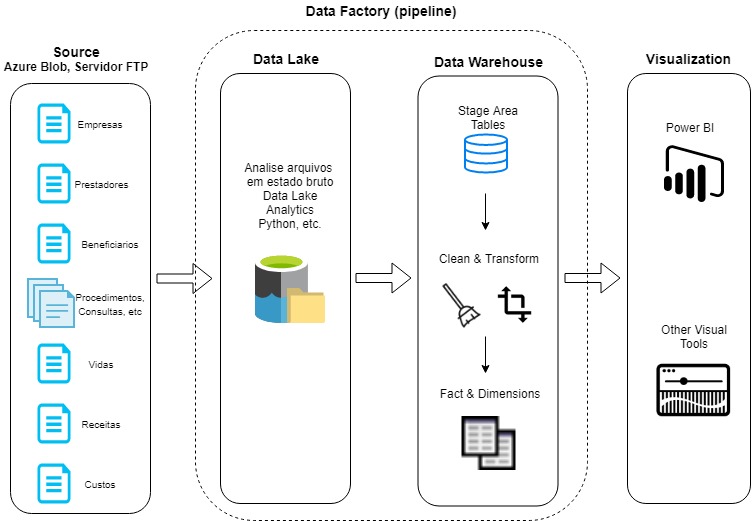 Data Factory (pipeline)
Source
Azure Blob, Servidor FTP
Empresas
Prestadores
Beneficiarios
Procedimentos,
Consultas, etc
Vidas
Receitas
Custos
Data Lake
Analise arquivos
em estado bruto
Data Lake
Analytics
Python, etc.
Data Warehouse
Stage Area
Tables
Clean & Transform
Fact & Dimensions
Visualization
Power BI
Other Visual
Tools